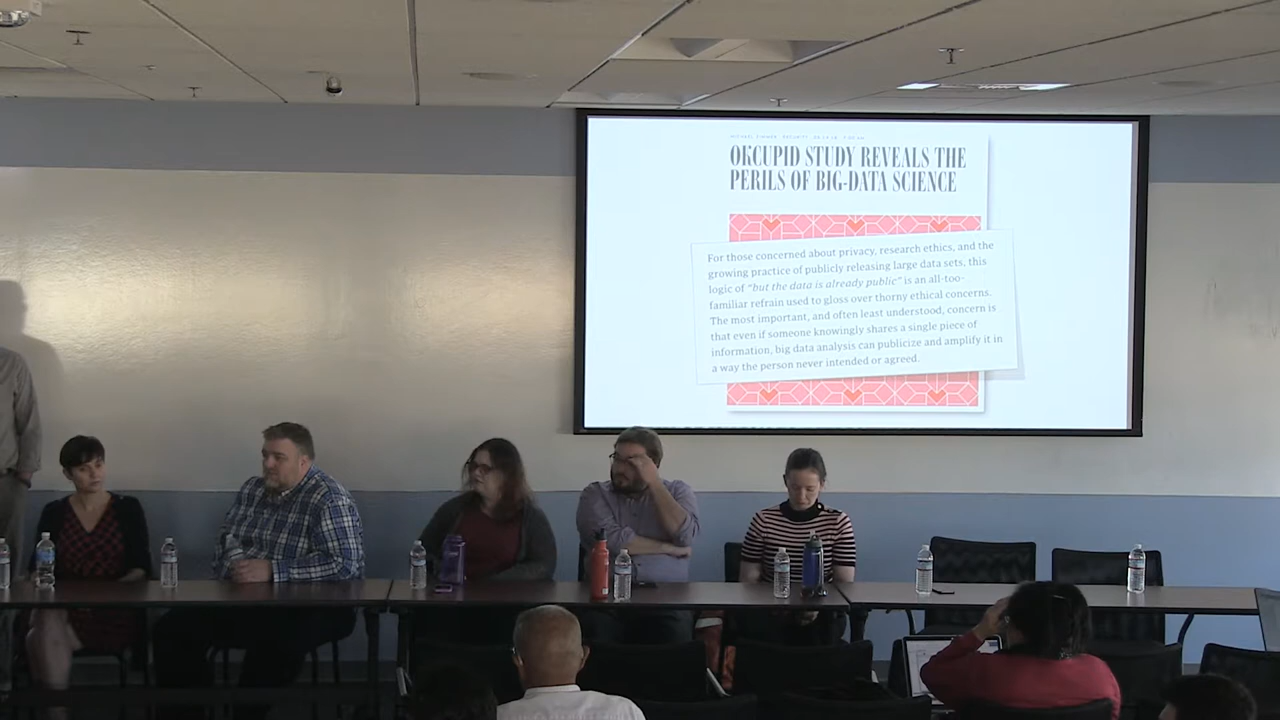 OKCUPID STUDY REVEALS THE
PERILS OF BIG-DATA SCIENCE
For those concerned about privacy, research ethics, and the
growing practice of publicly releasing large data sets, this
logic of “but the data is already public” is an all-too-
familiar refrain used to gloss over thorny ethical concerns.
The most important, and often least understood, concern is
that even if someone knowingly shares a single piece of
information, big data analysis can publicize and amplify it in
a way the person never intended or agreed.